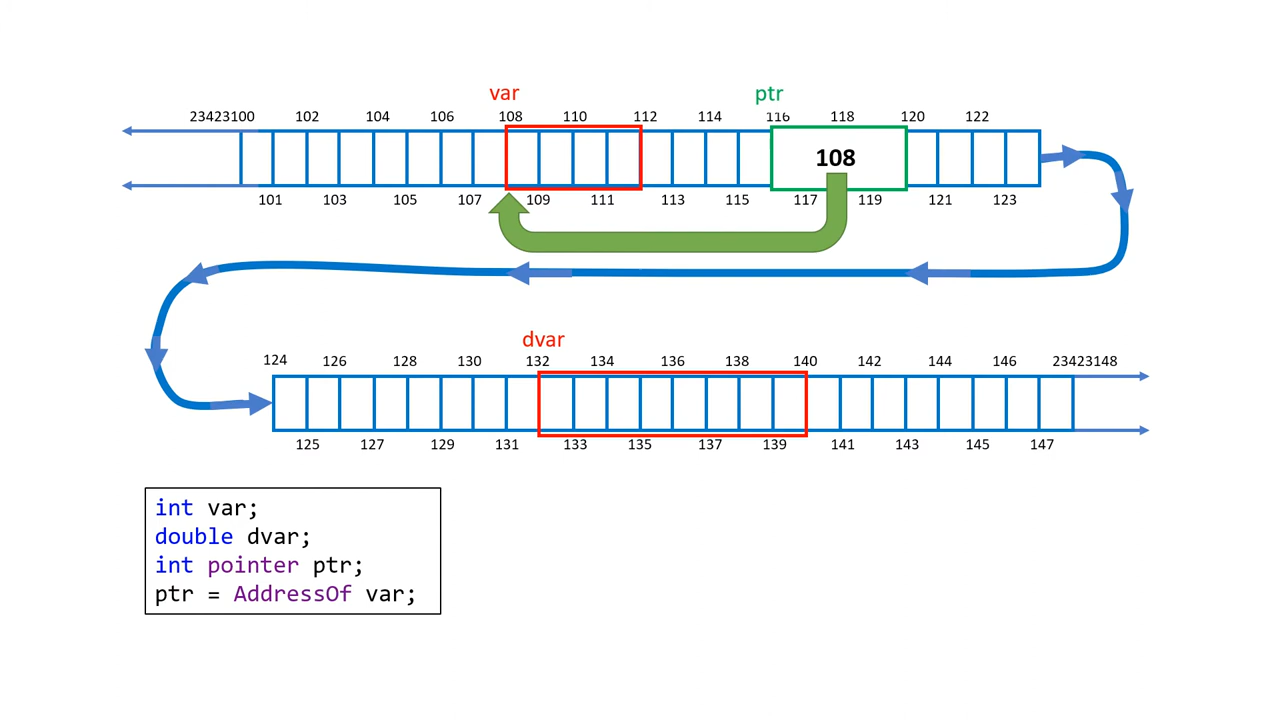 var ptr
23423100 102 104 106 108 110 112 114 116 118 120 122
108
101 103 105 107 109 111 113 115 117 119 121 123
dvar
124 126 128 130 132 134 136 138 140 142 144 146 23423148
125 127 129 131 133 135 137 139 141 143 145 147
int var;
double dvar;
int pointer ptr;
ptr = AddressOf var;